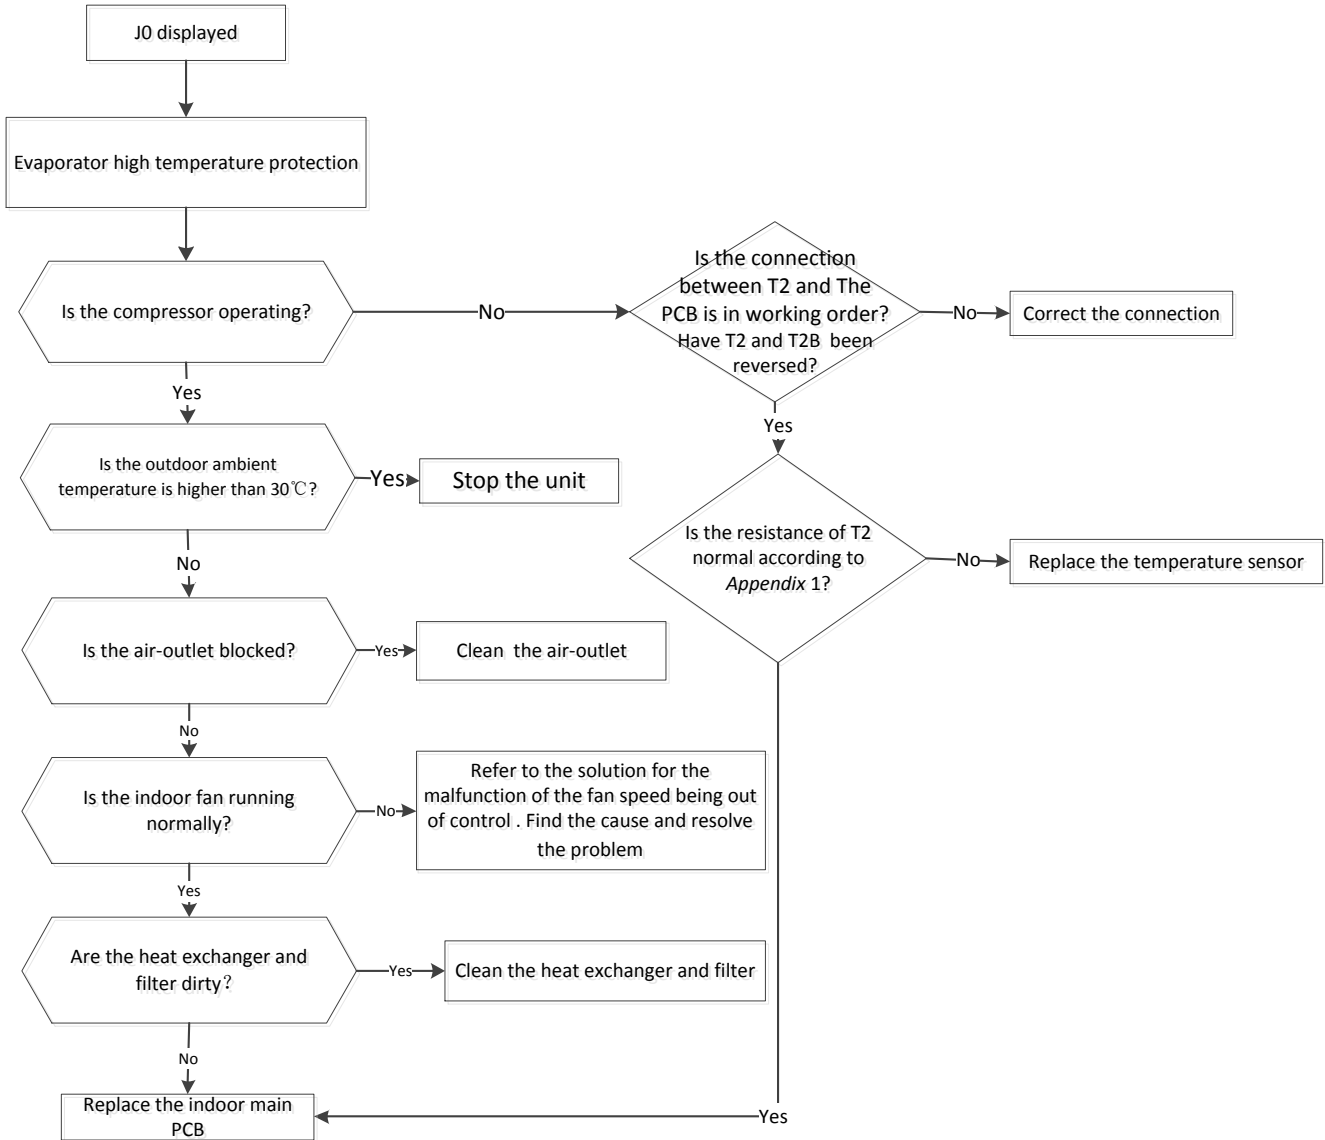 J0 displayed
Evaporator high temperature protection
Is the compressor operating?
No
Is the connection
between T2 and The
PCB is in working order?
Have T2 and T2B been
reversed?
No
Correct the connection
Yes
Yes
Is the outdoor ambient
temperature is higher than 30℃?
Yes
Stop the unit
Is the resistance of T2
normal according to
Appendix 1?
No
Replace the temperature sensor
No
Is the air-outlet blocked?
Yes
Clean the air-outlet
No
Is the indoor fan running
normally?
No
Refer to the solution for the
malfunction of the fan speed being out
of control . Find the cause and resolve
the problem
Yes
Are the heat exchanger and
filter dirty?
Yes
Clean the heat exchanger and filter
No
Replace the indoor main
PCB
Yes